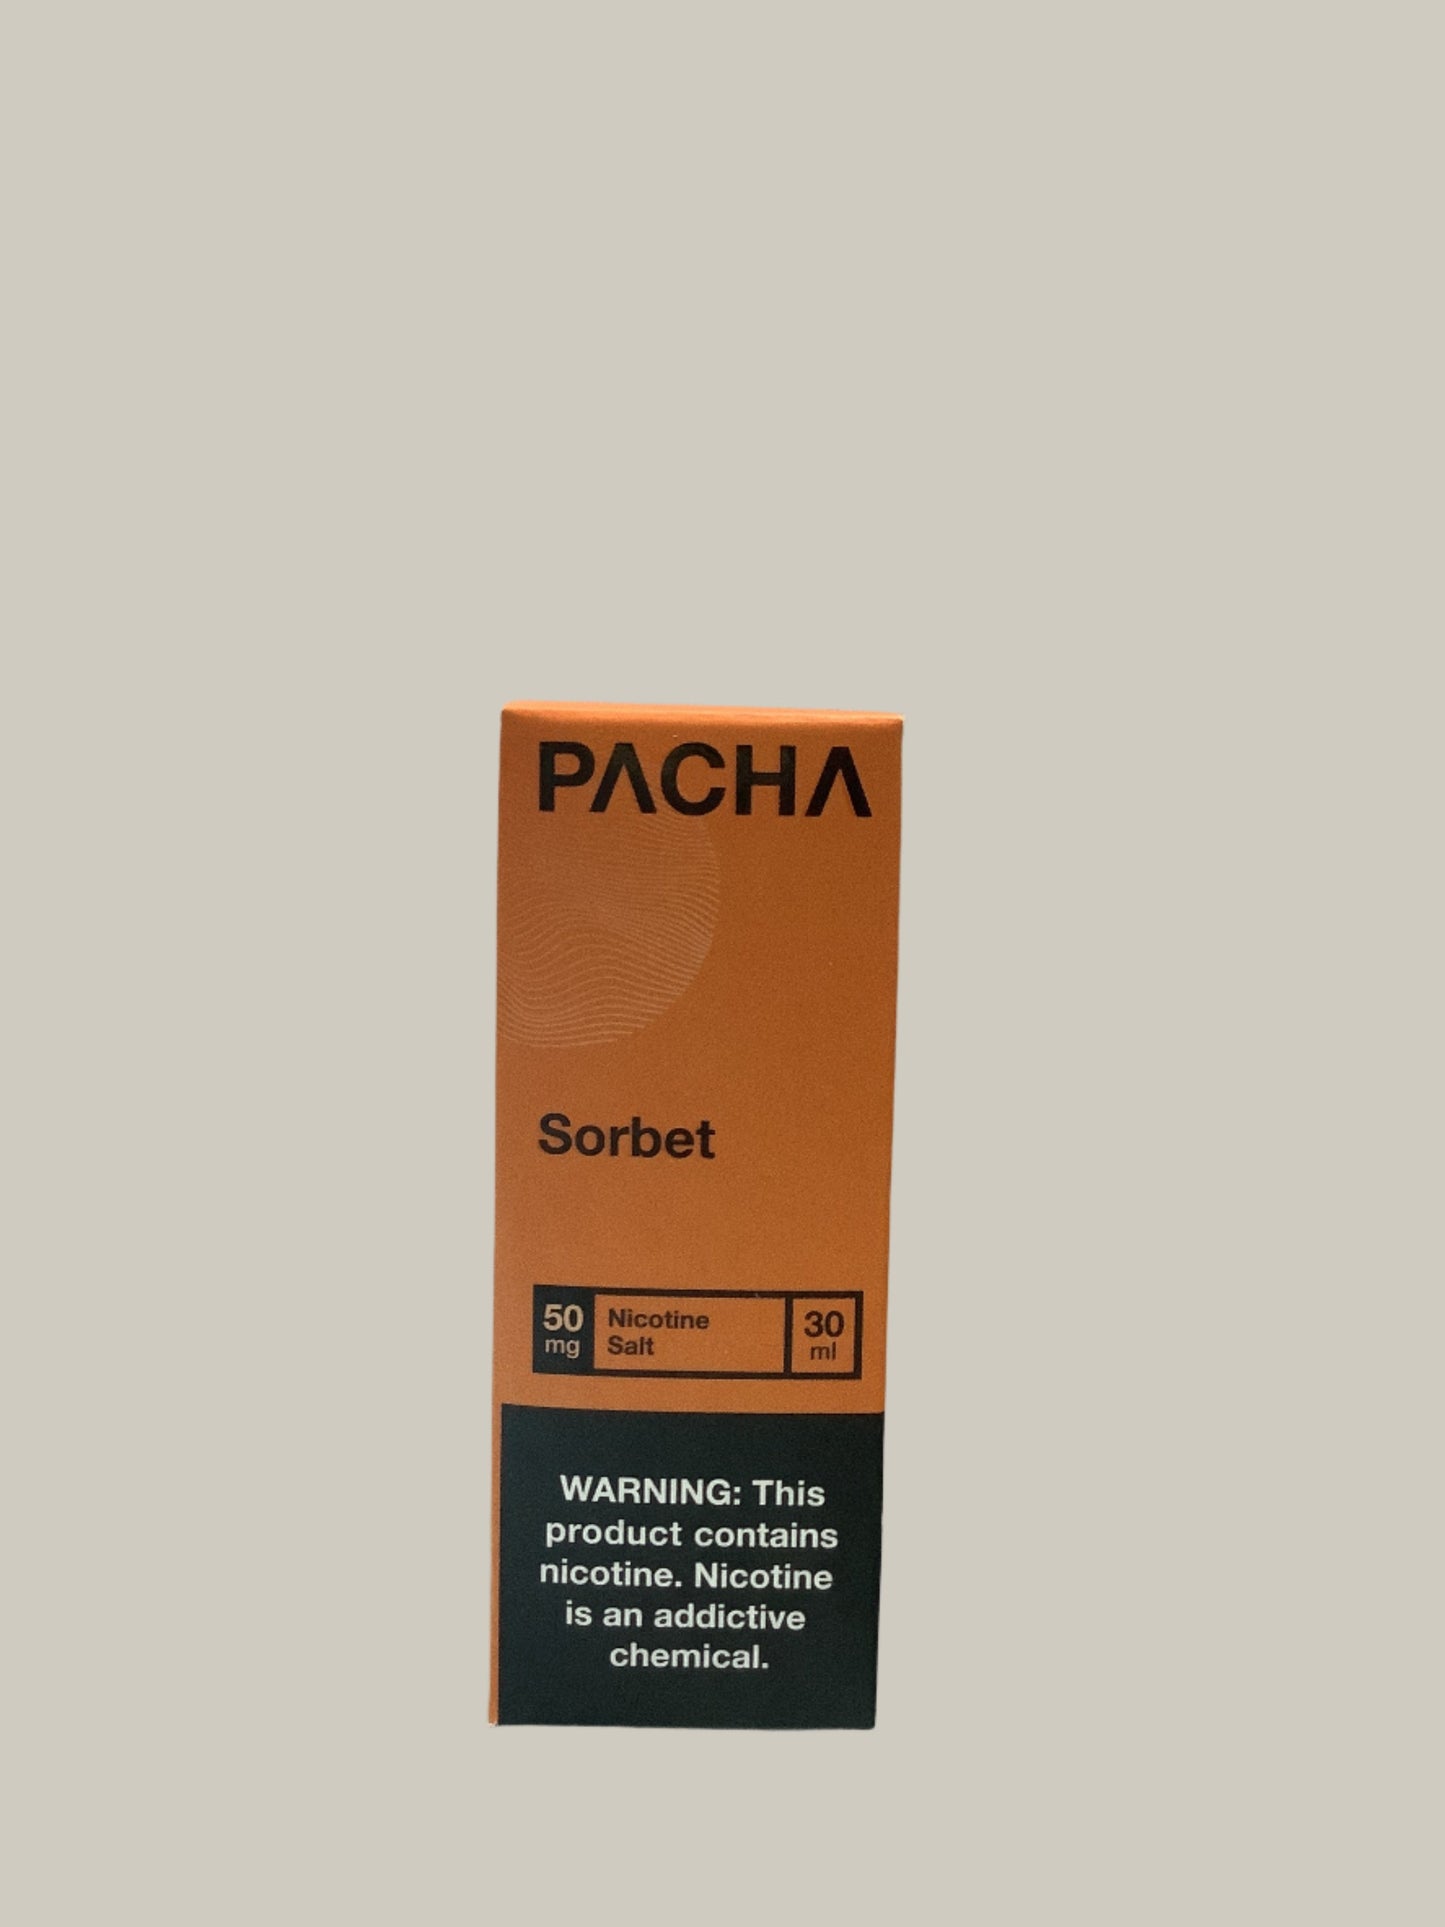 PACHA
Sorbet
50 mg
Nicotine Salt
30 ml
WARNING: This
product contains
nicotine. Nicotine
is an addictive
chemical.